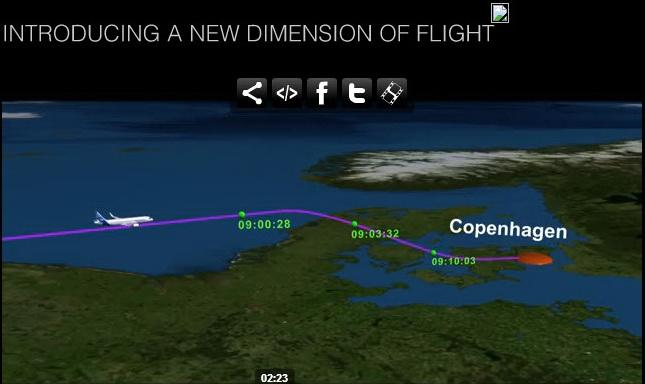 INTRODUCING A NEW DIMENSION OF FLIGHT
Copenhagen
09:00:28
09:03:32
09:10:03
02:23